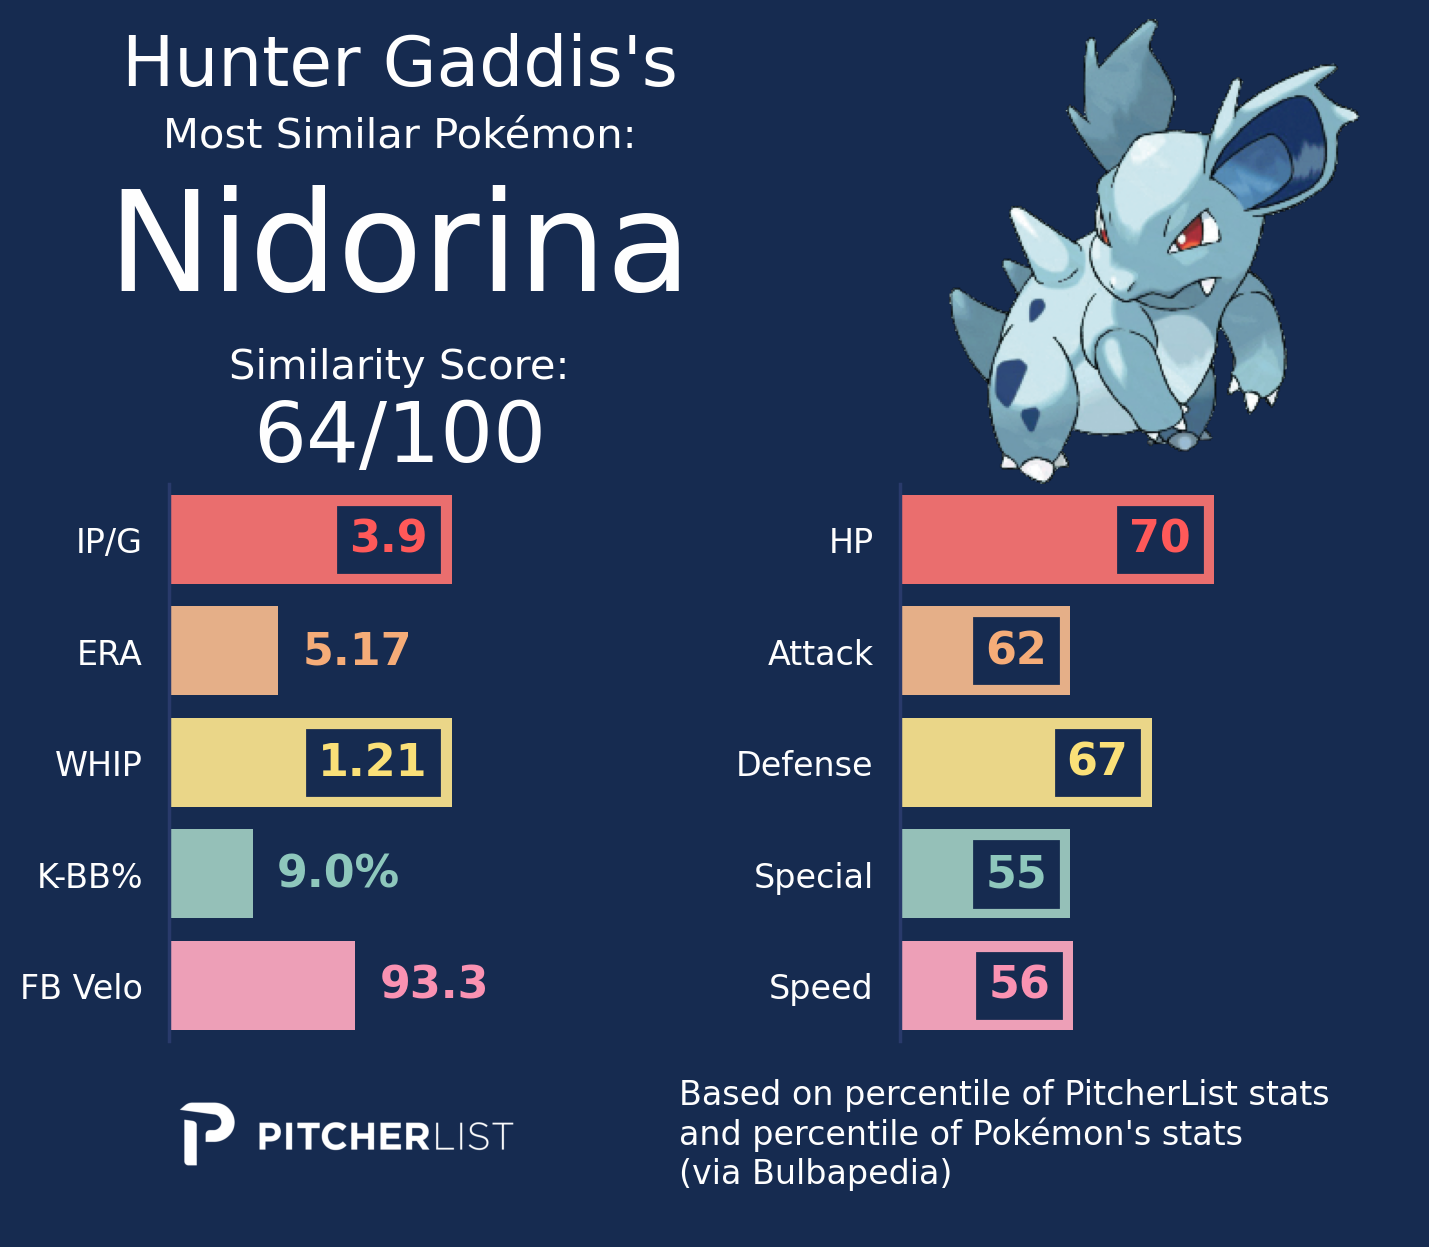 Hunter Gaddis's
Most Similar Pokémon:
Nidorina
Similarity Score:
64/100
IP/G 3.9
ERA 5.17
WHIP 1.21
K-BB% 9.0%
FB Velo 93.3
HP 70
Attack 62
Defense 67
Special 55
Speed 56
PITCHERLIST
Based on percentile of PitcherList stats
and percentile of Pokémon's stats
(via Bulbapedia)